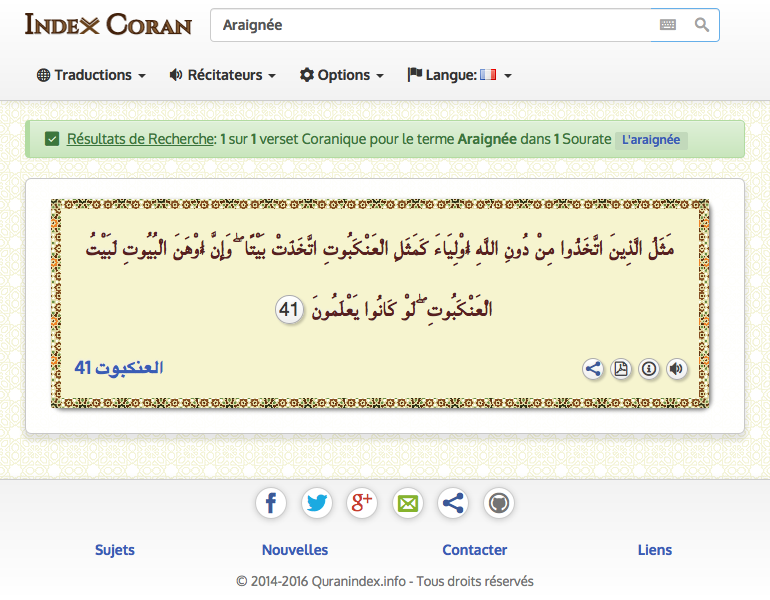 Index Coran
Araignée
Traductions Récitateurs Options Langue:
Résultats de Recherche: 1 sur 1 verset Coranique pour le terme Araignée dans 1 Sourate L'araignée
مَثَلُ الَّذِينَ اتَّخَذُوا مِنْ دُونِ اللَّهِ أَوْلِيَاءَ كَمَثَلِ الْعَنْكَبُوتِ اتَّخَذَتْ بَيْتًا ۖ وَإِنَّ أَوْهَنَ الْبُيُوتِ لَبَيْتُ
الْعَنْكَبُوتِ ۖ لَوْ كَانُوا يَعْلَمُونَ 41
العنكبوت 41
Sujets Nouvelles Contacter Liens
© 2014-2016 Quranindex.info - Tous droits réservés